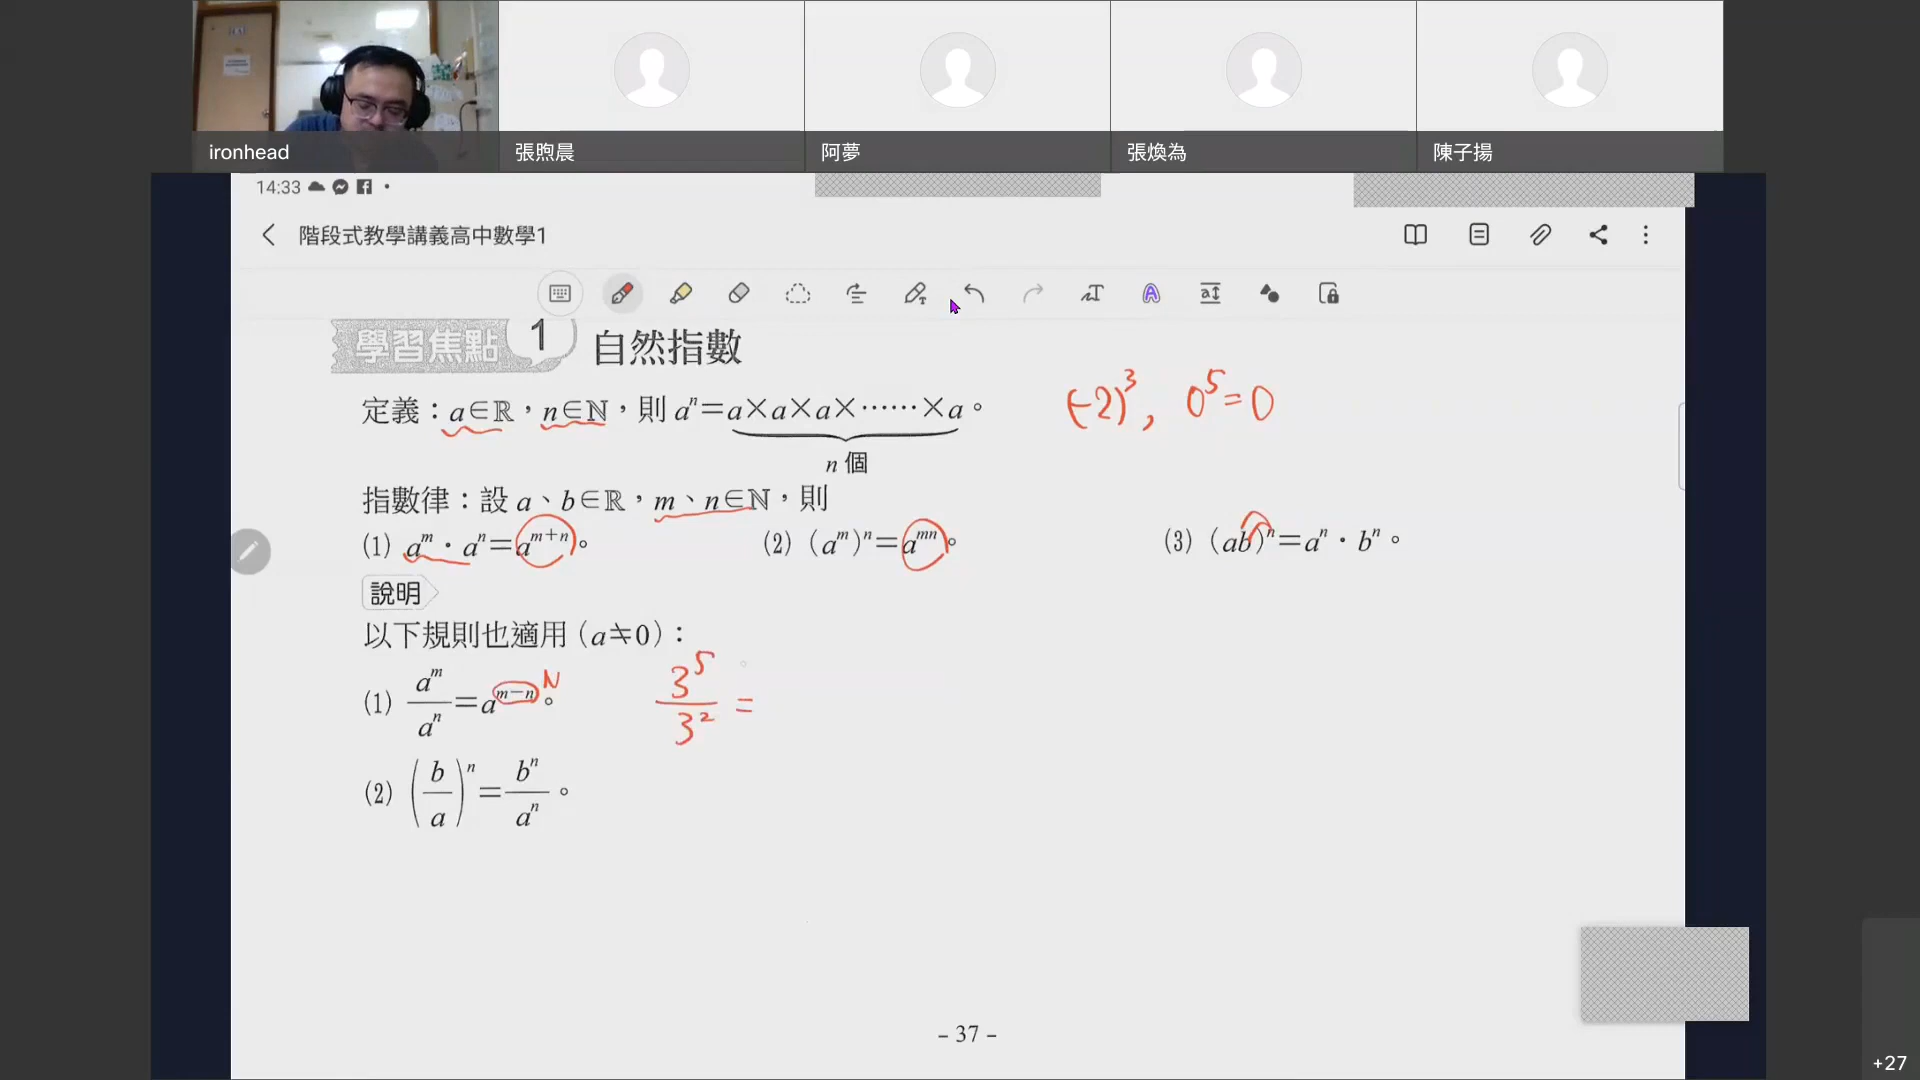 ironhead
張煦晨
阿夢
張煥為
陳子揚
14:33
階段式教學講義高中數學1
學習焦點 1 自然指數
定義：a∈ℝ，n∈ℕ，則 aⁿ=a×a×a×⋯⋯×a。 (-2)³, 0⁵=0
n 個
指數律：設 a、b∈ℝ，m、n∈ℕ，則
(1) aᵐ·aⁿ=aᵐ⁺ⁿ。 (2) (aᵐ)ⁿ=aᵐⁿ。 (3) (ab)ⁿ=aⁿ·bⁿ。
說明
以下規則也適用（a≠0）：
(1) aᵐ/aⁿ=aᵐ⁻ⁿ。 N 3⁵/3² =
(2) (b/a)ⁿ=bⁿ/aⁿ。
- 37 -
+27